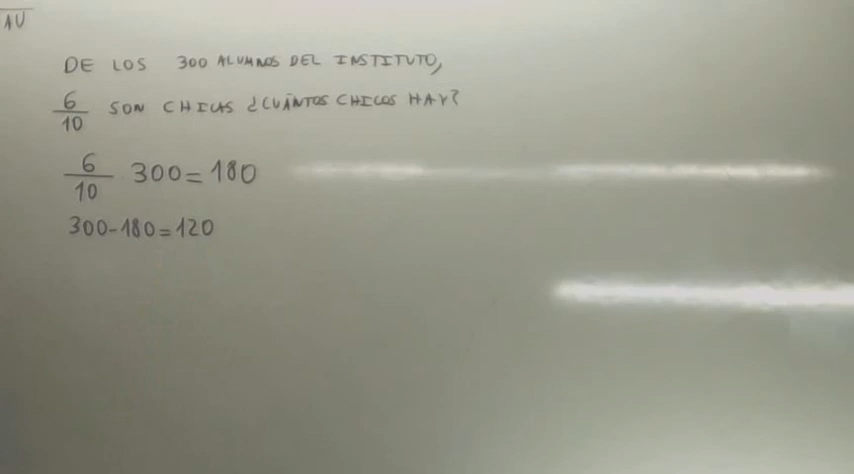 AU
DE LOS 300 ALUMNOS DEL INSTITUTO,
6/10 SON CHICAS ¿CUÁNTOS CHICOS HAY?
6/10 · 300 = 180
300-180=120